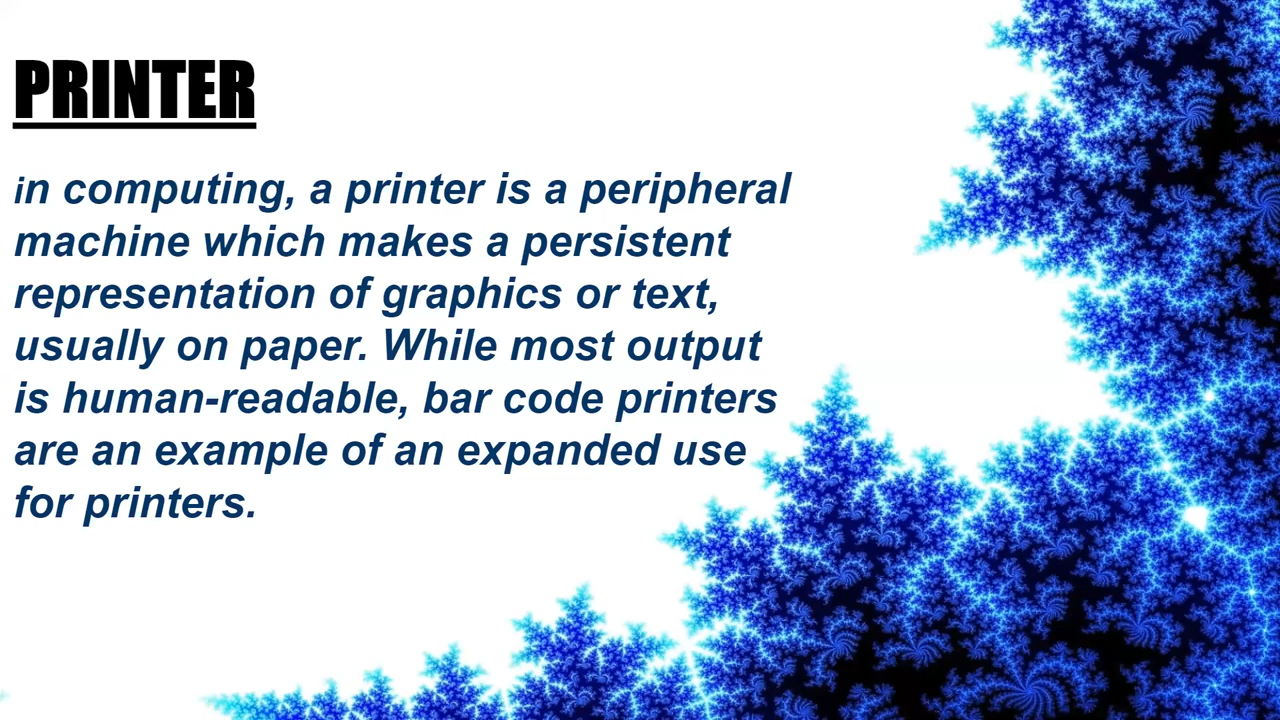 PRINTER
in computing, a printer is a peripheral
machine which makes a persistent
representation of graphics or text,
usually on paper. While most output
is human-readable, bar code printers
are an example of an expanded use
for printers.